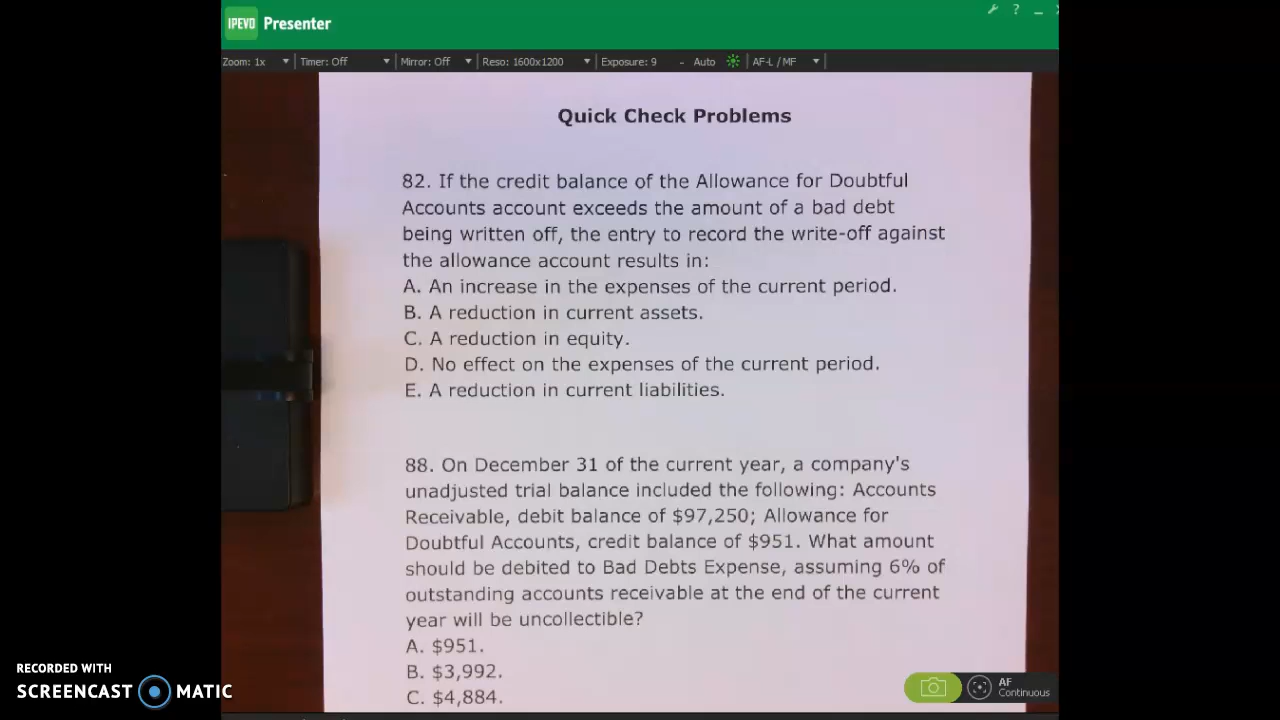 IPEVO Presenter
Zoom: 1x Timer: Off Mirror: Off Reso: 1600x1200 Exposure: 9 - Auto AF-L / MF
Quick Check Problems
82. If the credit balance of the Allowance for Doubtful
Accounts account exceeds the amount of a bad debt
being written off, the entry to record the write-off against
the allowance account results in:
A. An increase in the expenses of the current period.
B. A reduction in current assets.
C. A reduction in equity.
D. No effect on the expenses of the current period.
E. A reduction in current liabilities.
88. On December 31 of the current year, a company's
unadjusted trial balance included the following: Accounts
Receivable, debit balance of $97,250; Allowance for
Doubtful Accounts, credit balance of $951. What amount
should be debited to Bad Debts Expense, assuming 6% of
outstanding accounts receivable at the end of the current
year will be uncollectible?
A. $951.
B. $3,992.
C. $4,884.
AF
Continuous
RECORDED WITH
SCREENCAST MATIC